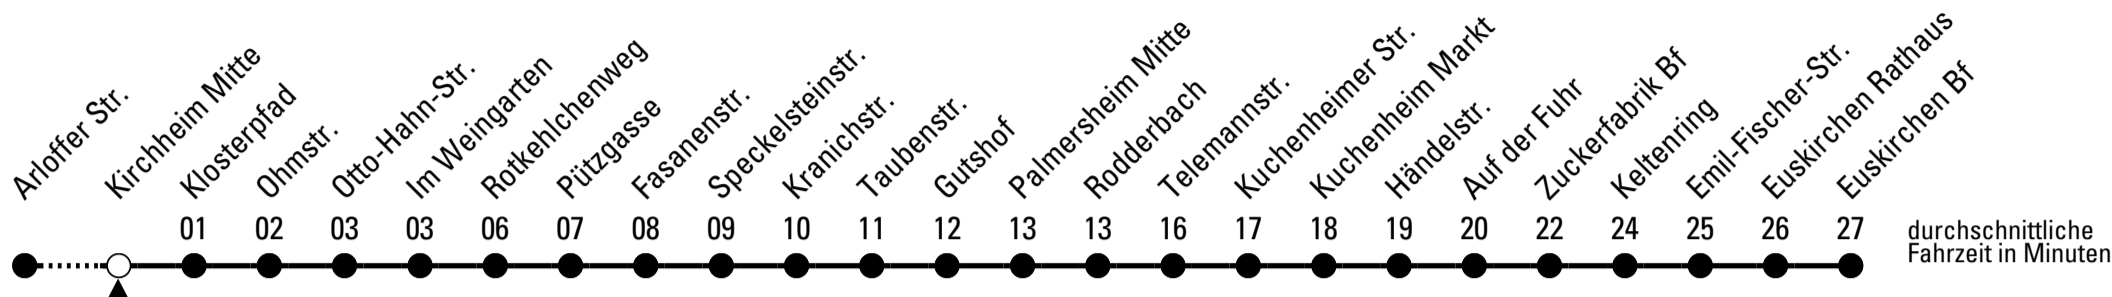 Arloffer Str.
Kirchheim Mitte
Klosterpfad
Ohmstr.
Otto-Hahn-Str.
Im Weingarten
Rotkehlchenweg
Pützgasse
Fasanenstr.
Speckelsteinstr.
Kranichstr.
Taubenstr.
Gutshof
Palmersheim Mitte
Rodderbach
Telemannstr.
Kuchenheimer Str.
Kuchenheim Markt
Händelstr.
Auf der Fuhr
Zuckerfabrik Bf
Keltenring
Emil-Fischer-Str.
Euskirchen Rathaus
Euskirchen Bf
01 02 03 03 06 07 08 09 10 11 12 13 13 16 17 18 19 20 22 24 25 26 27
durchschnittliche
Fahrzeit in Minuten